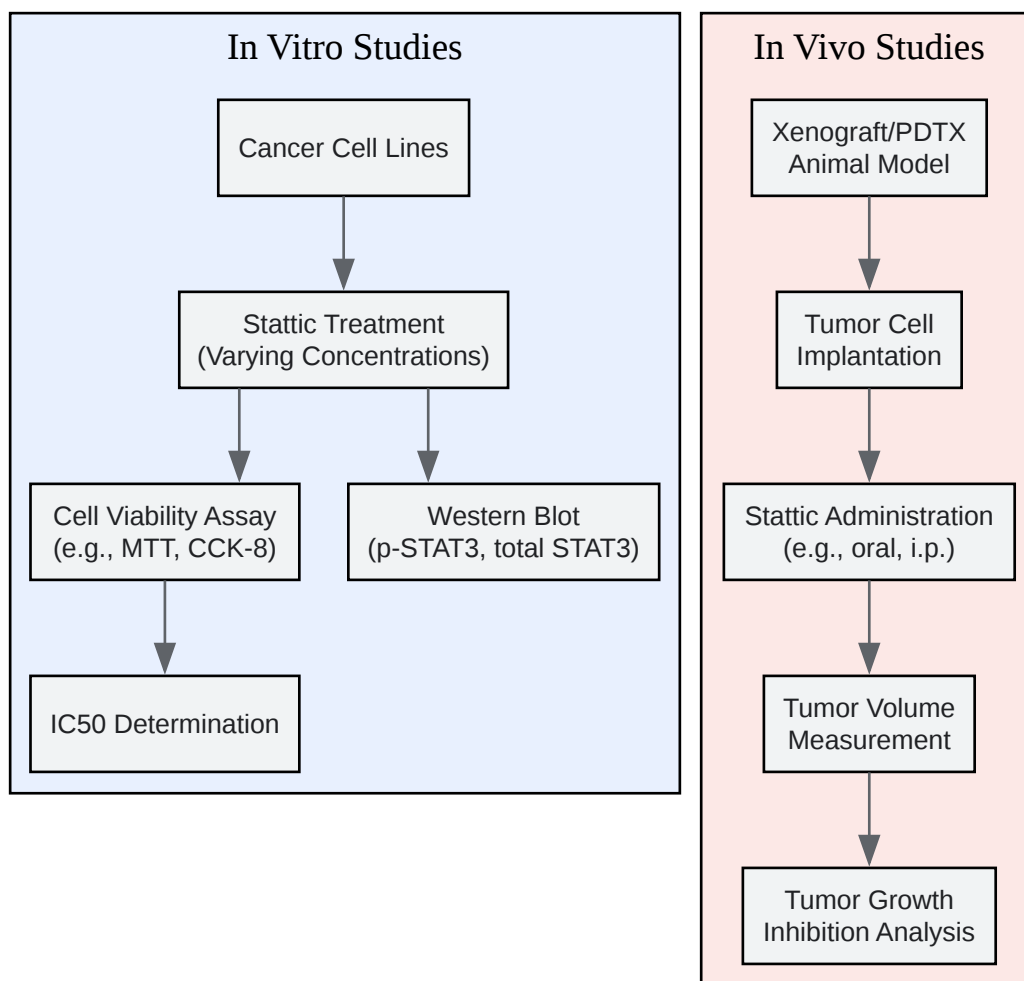 In Vitro Studies
Cancer Cell Lines
Stattic Treatment
(Varying Concentrations)
Cell Viability Assay
(e.g., MTT, CCK-8)
Western Blot
(p-STAT3, total STAT3)
IC50 Determination
In Vivo Studies
Xenograft/PDTX
Animal Model
Tumor Cell
Implantation
Stattic Administration
(e.g., oral, i.p.)
Tumor Volume
Measurement
Tumor Growth
Inhibition Analysis